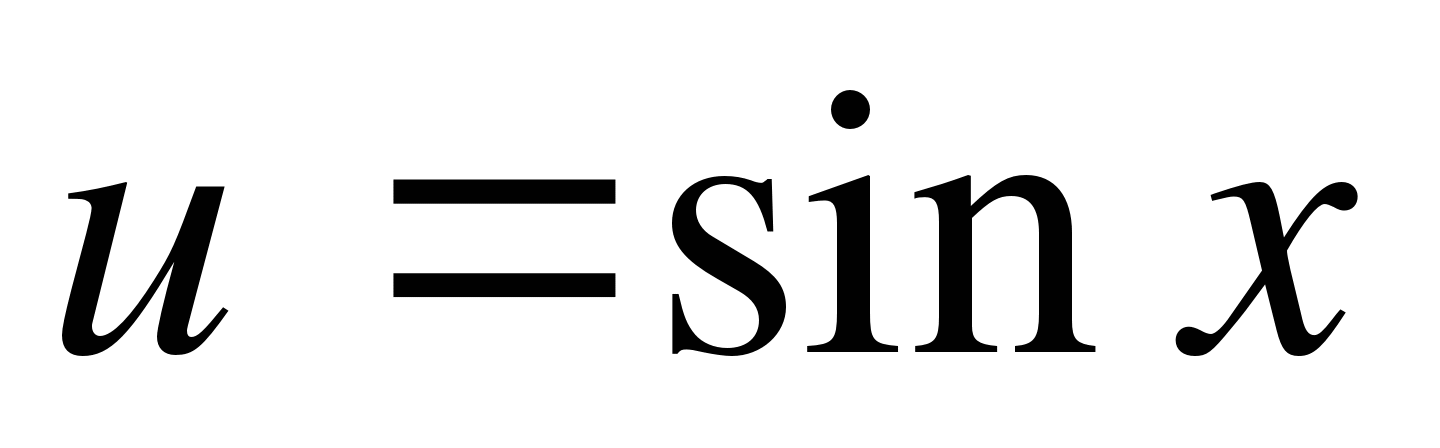 u = sin x